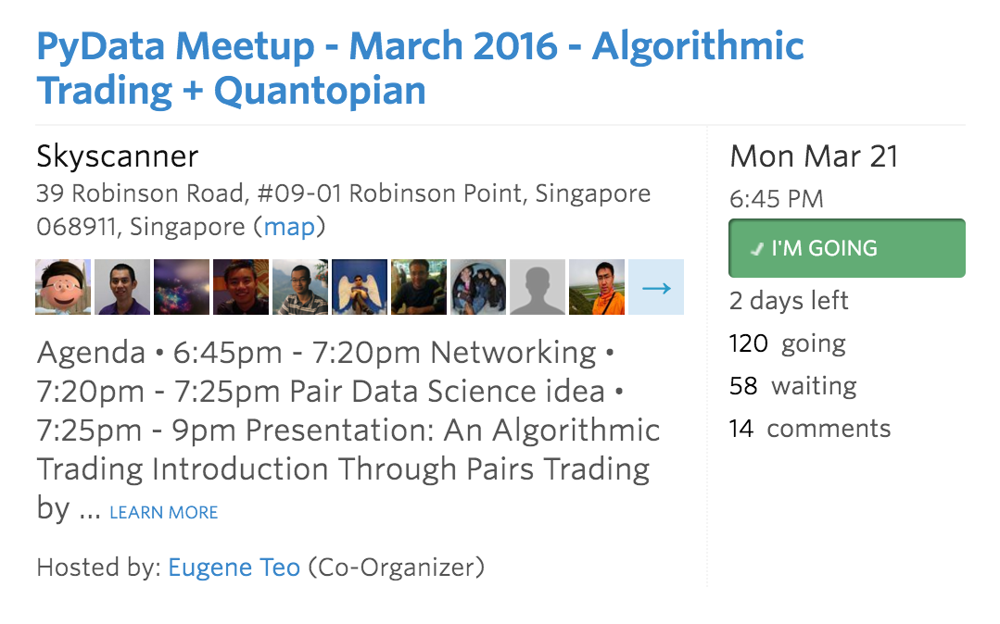 PyData Meetup - March 2016 - Algorithmic
Trading + Quantopian
Skyscanner
39 Robinson Road, #09-01 Robinson Point, Singapore
068911, Singapore (map)
→
Agenda • 6:45pm - 7:20pm Networking •
7:20pm - 7:25pm Pair Data Science idea •
7:25pm - 9pm Presentation: An Algorithmic
Trading Introduction Through Pairs Trading
by ... LEARN MORE
Hosted by: Eugene Teo (Co-Organizer)
Mon Mar 21
6:45 PM
✓ I'M GOING
2 days left
120 going
58 waiting
14 comments